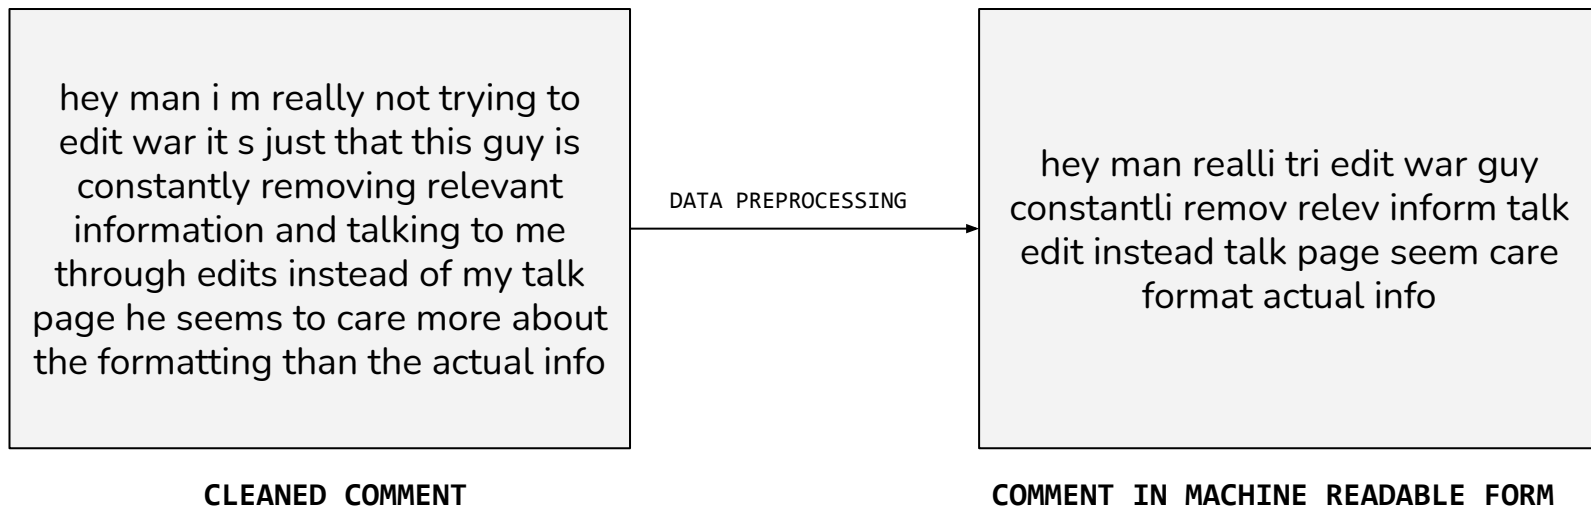 hey man i m really not trying to
edit war it s just that this guy is
constantly removing relevant
information and talking to me
through edits instead of my talk
page he seems to care more about
the formatting than the actual info
DATA PREPROCESSING
hey man realli tri edit war guy
constantli remov relev inform talk
edit instead talk page seem care
format actual info
CLEANED COMMENT
COMMENT IN MACHINE READABLE FORM